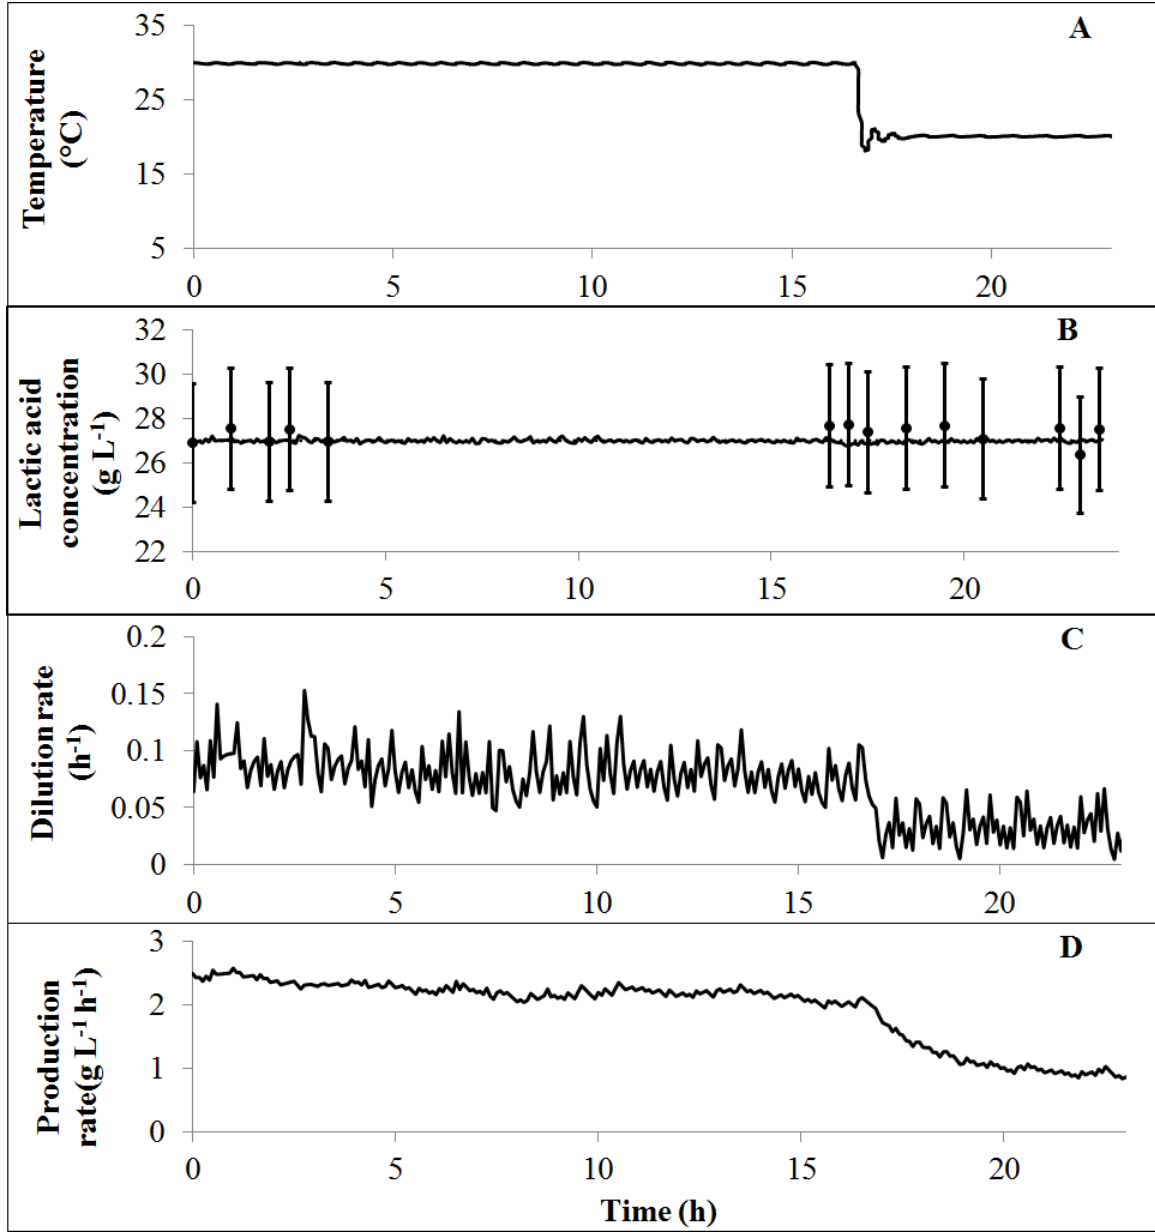 A
Temperature
(°C)
35
25
15
5
0 5 10 15 20
B
Lactic acid
concentration
(g L⁻¹)
32
30
28
26
24
22
0 5 10 15 20
C
Dilution rate
(h⁻¹)
0.2
0.15
0.1
0.05
0
0 5 10 15 20
D
Production
rate(g L⁻¹ h⁻¹)
3
2
1
0
0 5 10 15 20
Time (h)